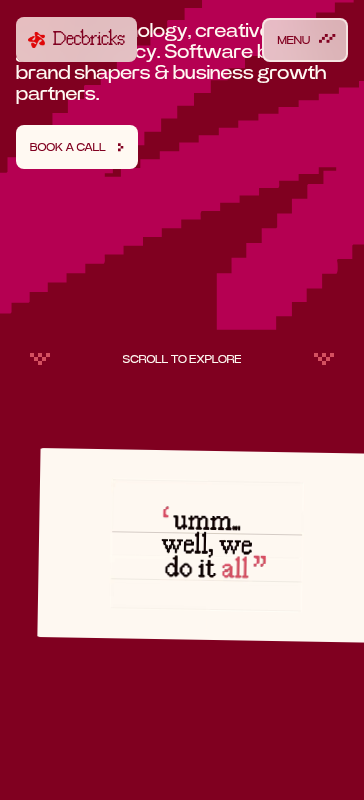 Decbricks
MENU
ology, creative
cy. Software b
brand shapers & business growth
partners.
BOOK A CALL
SCROLL TO EXPLORE
‘umm...
well, we
do it all”